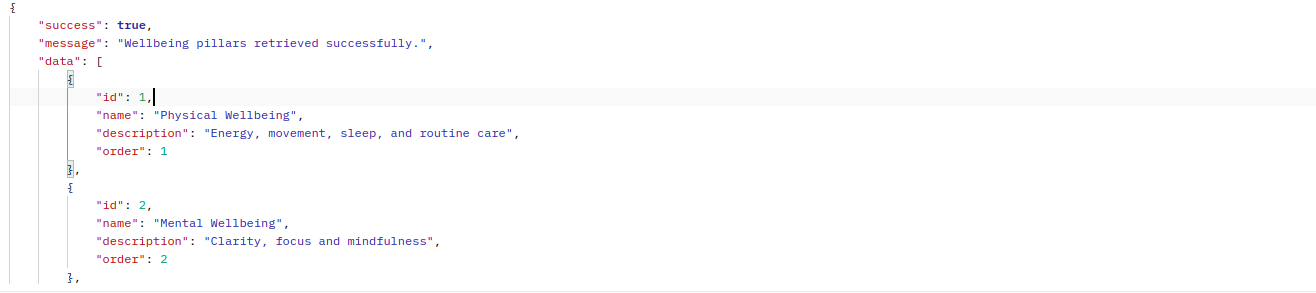 {
    "success": true,
    "message": "Wellbeing pillars retrieved successfully.",
    "data": [
        {
            "id": 1,
            "name": "Physical Wellbeing",
            "description": "Energy, movement, sleep, and routine care",
            "order": 1
        },
        {
            "id": 2,
            "name": "Mental Wellbeing",
            "description": "Clarity, focus and mindfulness",
            "order": 2
        },